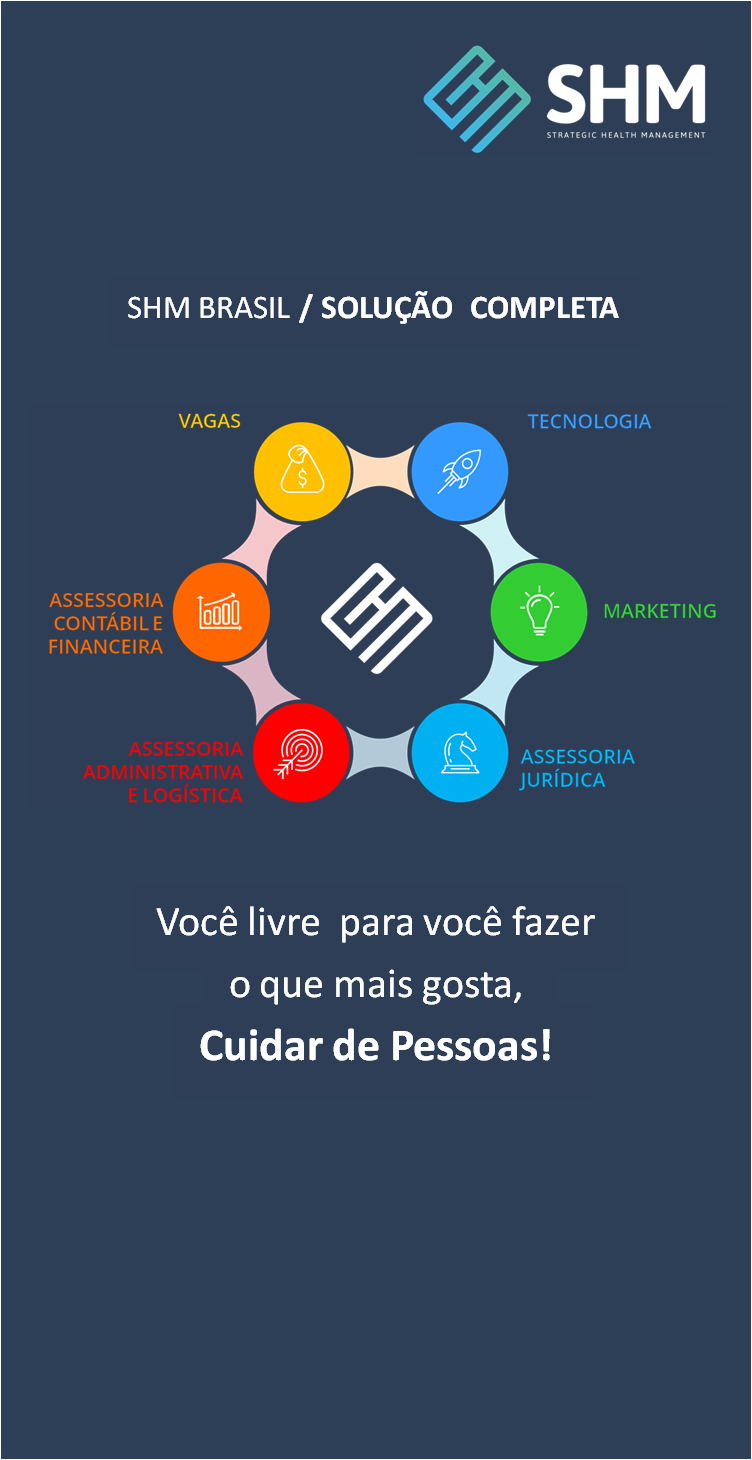 SHM
STRATEGIC HEALTH MANAGEMENT
SHM BRASIL / SOLUÇÃO COMPLETA
VAGAS
TECNOLOGIA
ASSESSORIA
CONTÁBIL E
FINANCEIRA
MARKETING
ASSESSORIA
ADMINISTRATIVA
E LOGÍSTICA
ASSESSORIA
JURÍDICA
Você livre para você fazer
o que mais gosta,
Cuidar de Pessoas!